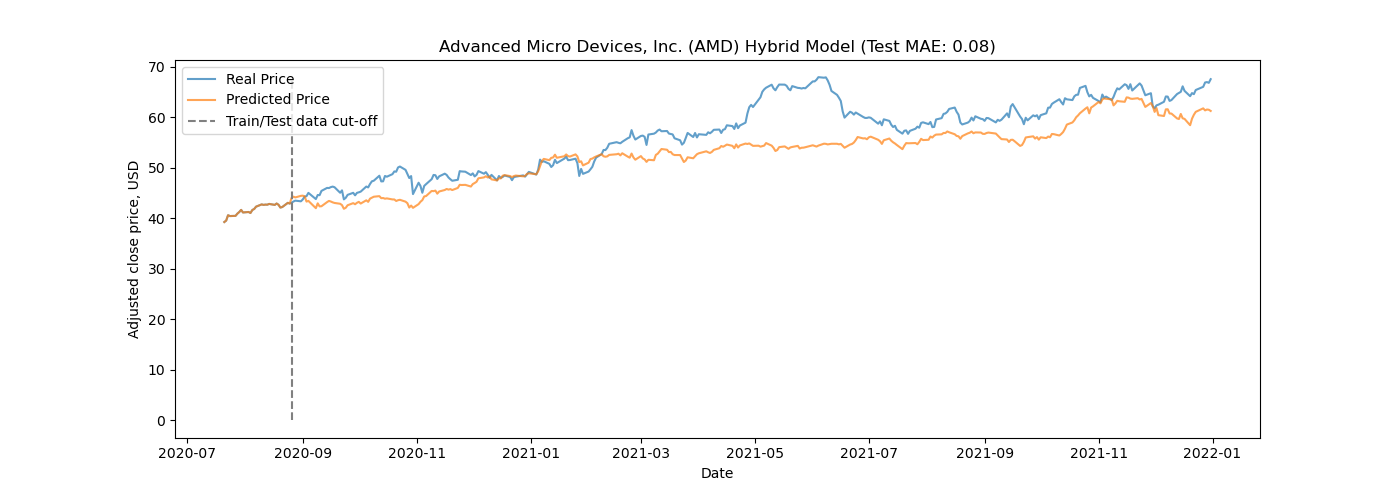 Advanced Micro Devices, Inc. (AMD) Hybrid Model (Test MAE: 0.08)
Real Price
Predicted Price
Train/Test data cut-off
Adjusted close price, USD
70
60
50
40
30
20
10
0
2020-07 2020-09 2020-11 2021-01 2021-03 2021-05 2021-07 2021-09 2021-11 2022-01
Date